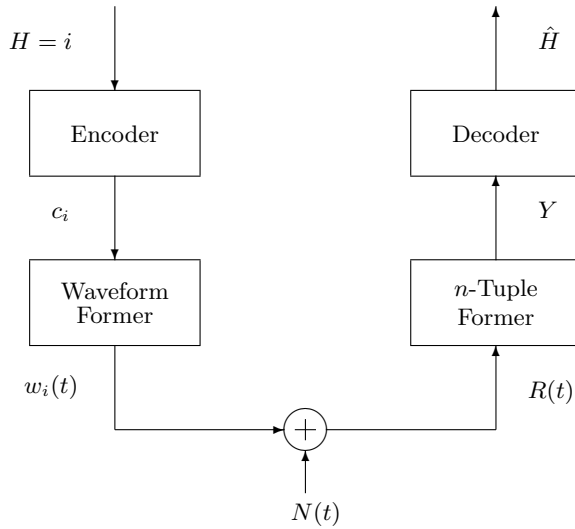 H = i
Ĥ
Encoder
Decoder
c_i
Y
Waveform
Former
n-Tuple
Former
w_i(t)
R(t)
+
N(t)